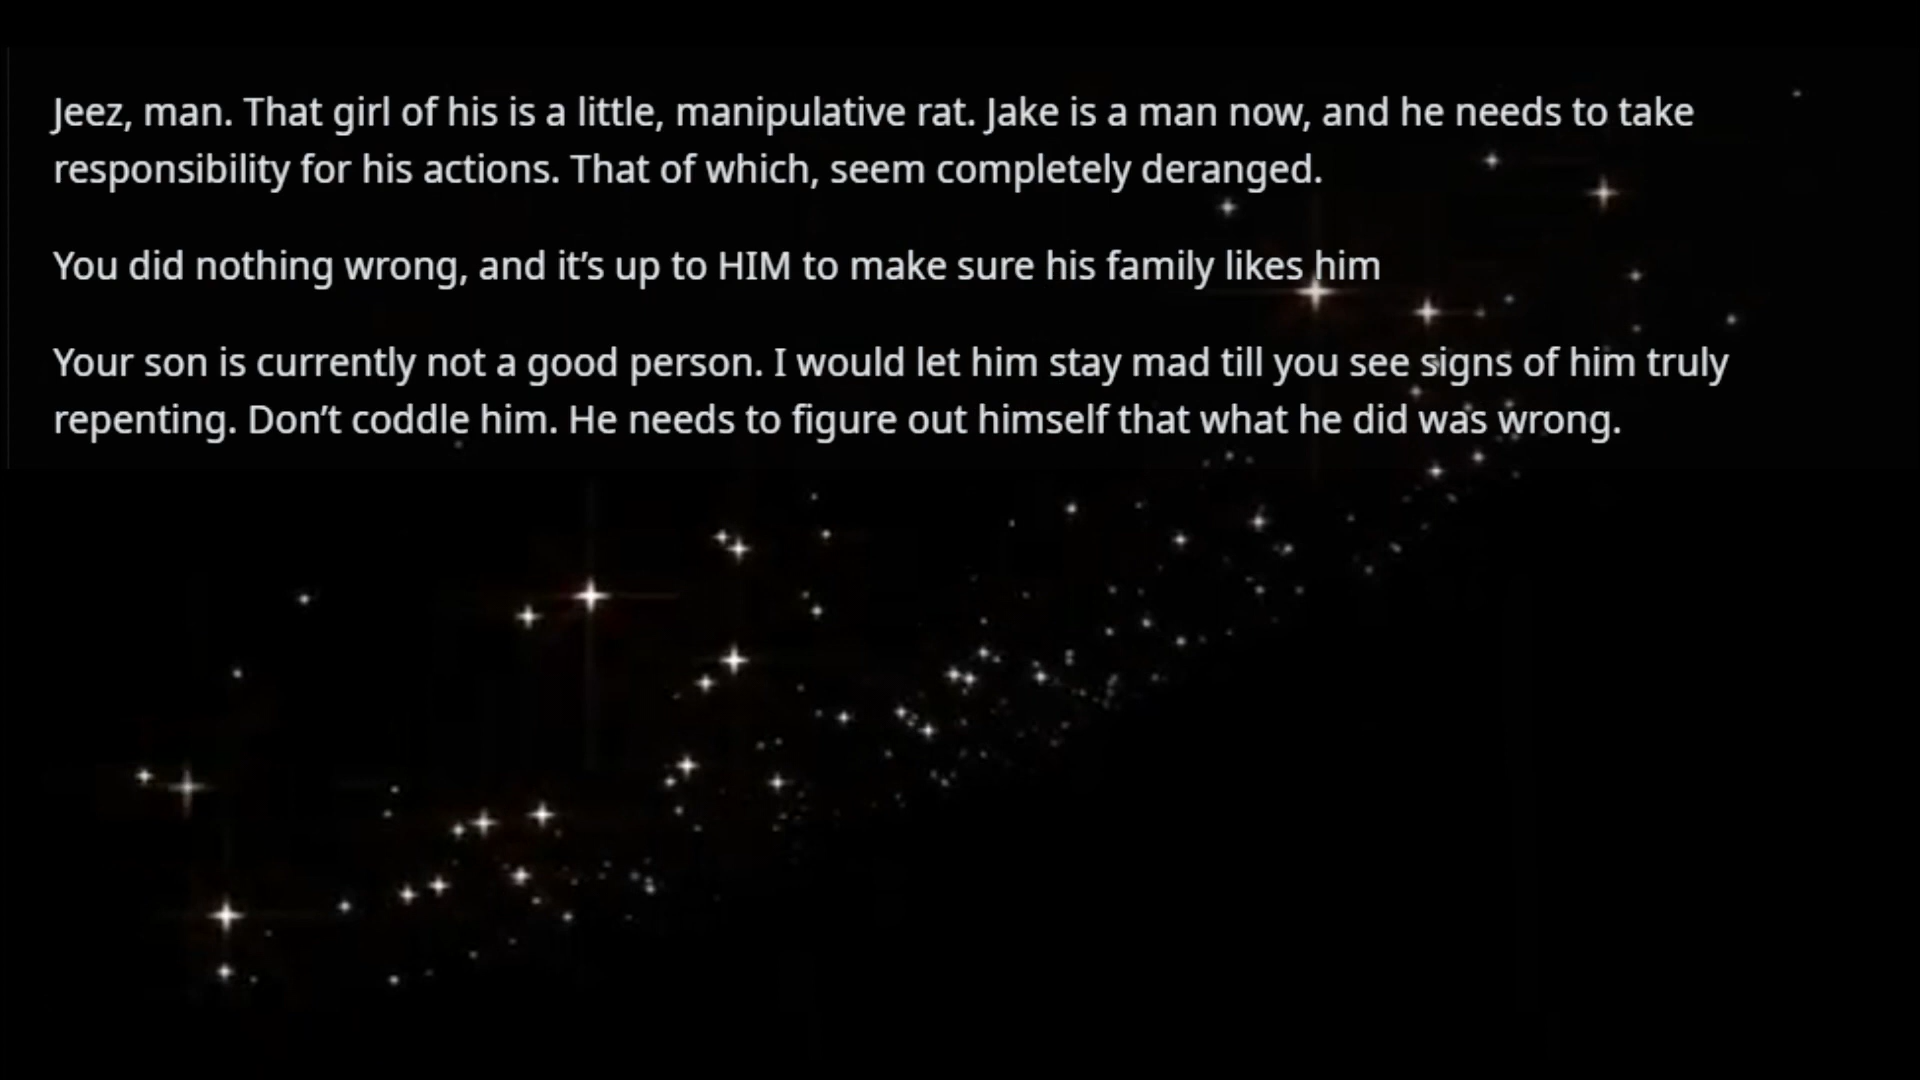 Jeez, man. That girl of his is a little, manipulative rat. Jake is a man now, and he needs to take
responsibility for his actions. That of which, seem completely deranged.
You did nothing wrong, and it’s up to HIM to make sure his family likes him
Your son is currently not a good person. I would let him stay mad till you see signs of him truly
repenting. Don’t coddle him. He needs to figure out himself that what he did was wrong.